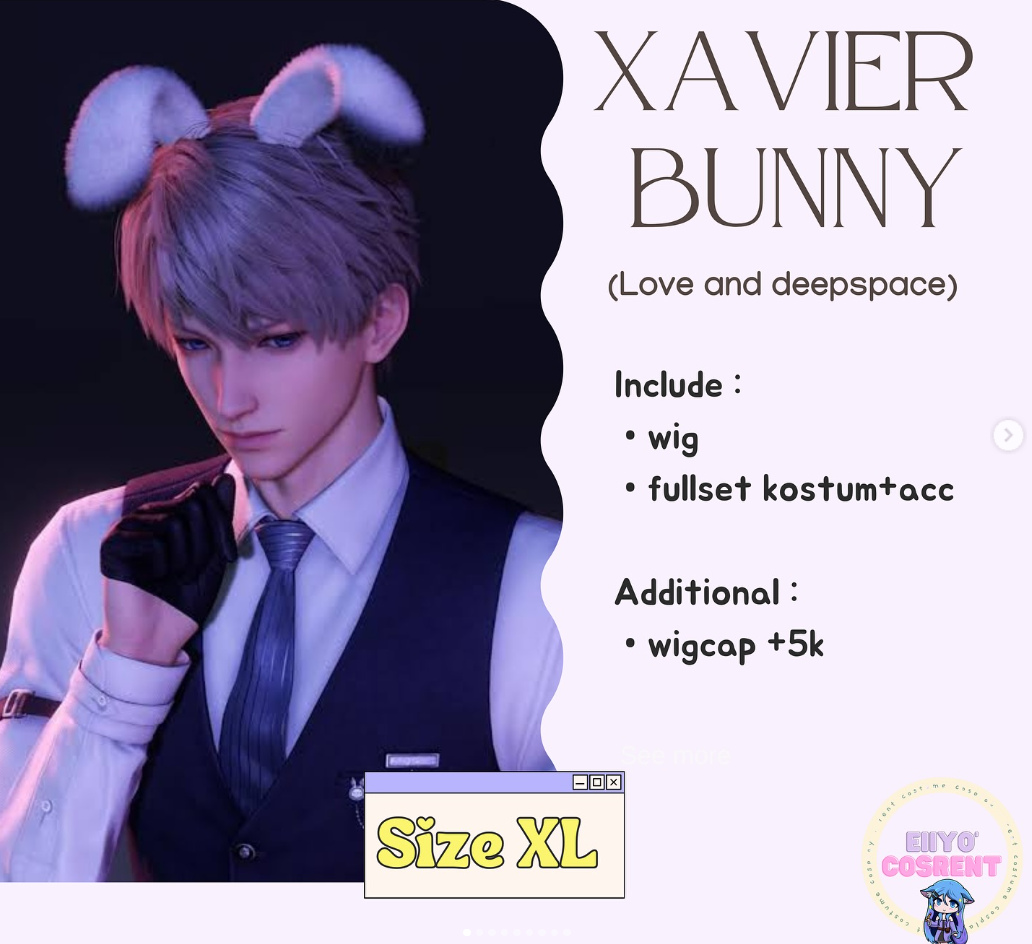 XAVIER
BUNNY
(Love and deepspace)
Include :
• wig
• fullset kostum+acc
Additional :
• wigcap +5k
See more
Size XL
EIIYO'
COSRENT